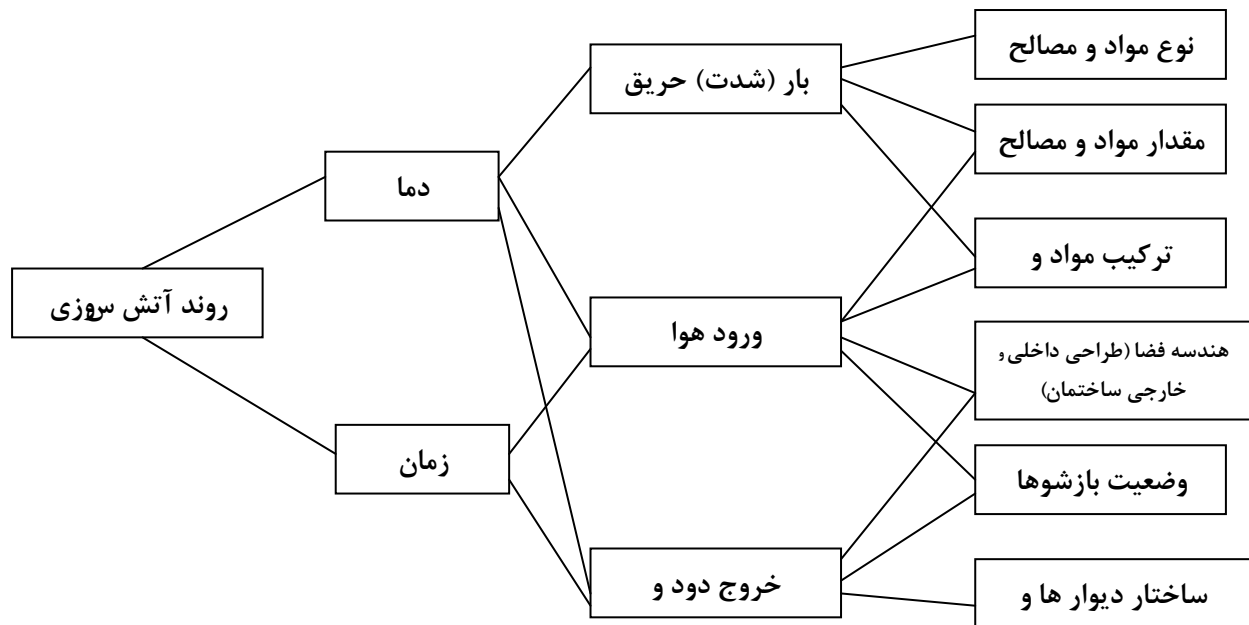 روند آتش سوزی
دما
زمان
بار (شدت) حریق
ورود هوا
خروج دود و
نوع مواد و مصالح
مقدار مواد و مصالح
ترکیب مواد و
هندسه فضا (طراحی داخلی و
خارجی ساختمان)
وضعیت بازشوها
ساختار دیوار ها و